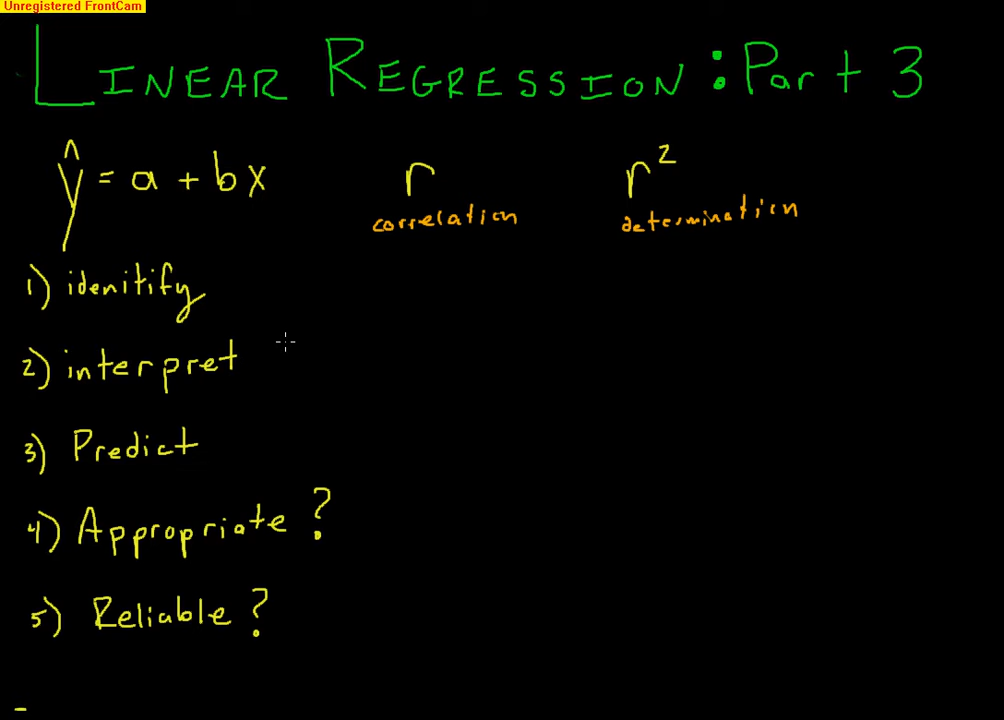 Unregistered FrontCam
LINEAR REGRESSION: Part 3
ŷ = a + bx r r²
correlation determination
1) idenitify
2) interpret
3) Predict
4) Appropriate?
5) Reliable?